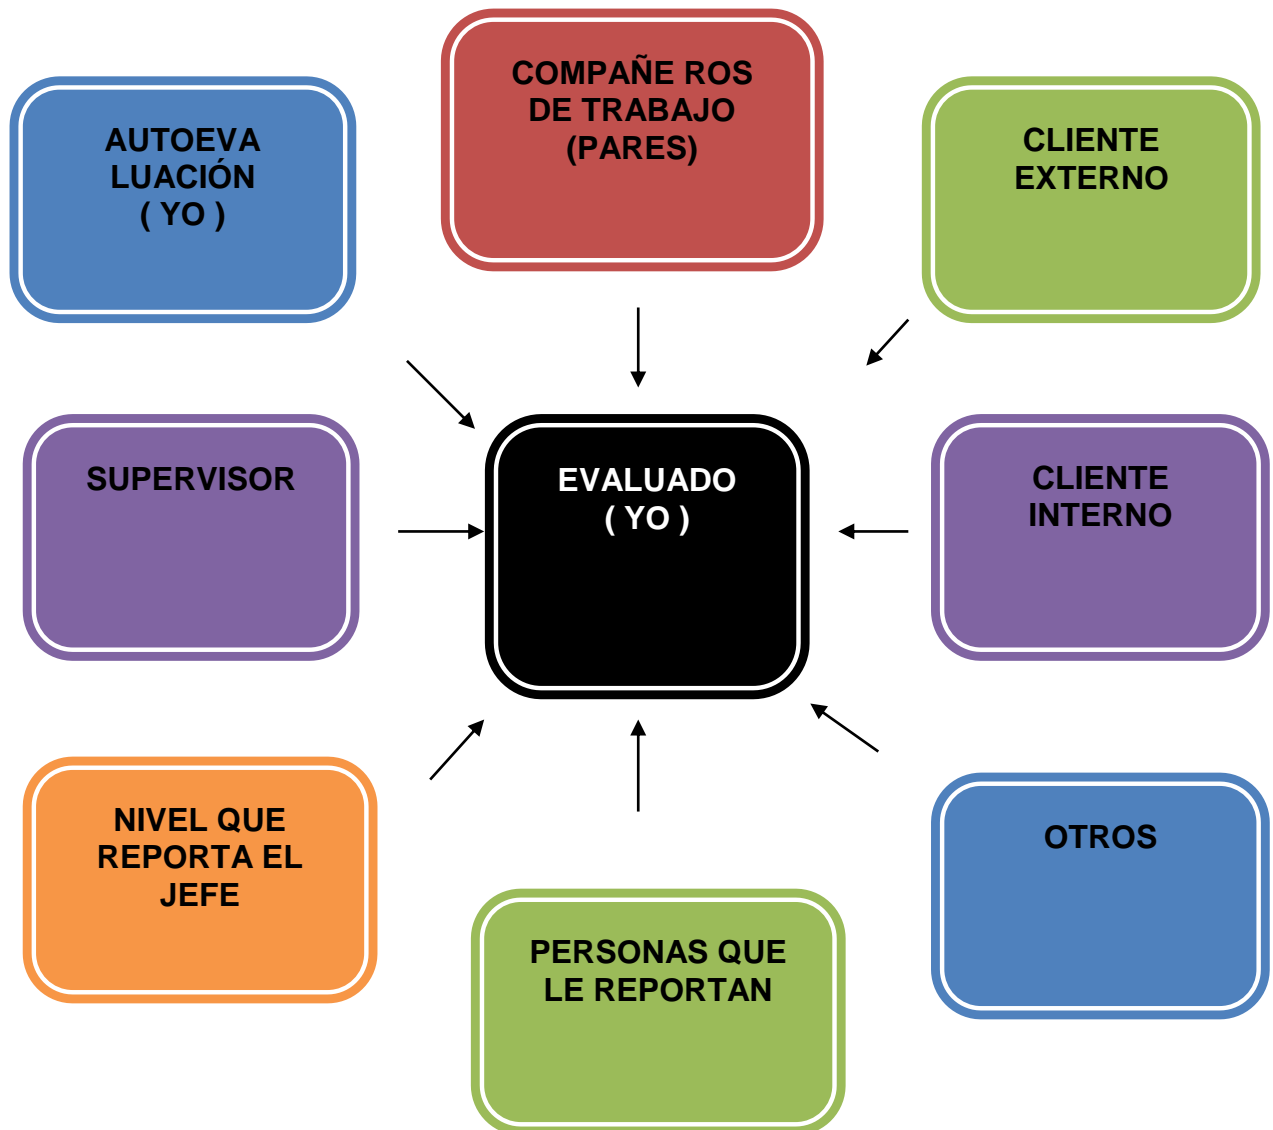 COMPAÑE ROS
DE TRABAJO
(PARES)
AUTOEVA
LUACIÓN
( YO )
CLIENTE
EXTERNO
SUPERVISOR
EVALUADO
( YO )
CLIENTE
INTERNO
NIVEL QUE
REPORTA EL
JEFE
OTROS
PERSONAS QUE
LE REPORTAN